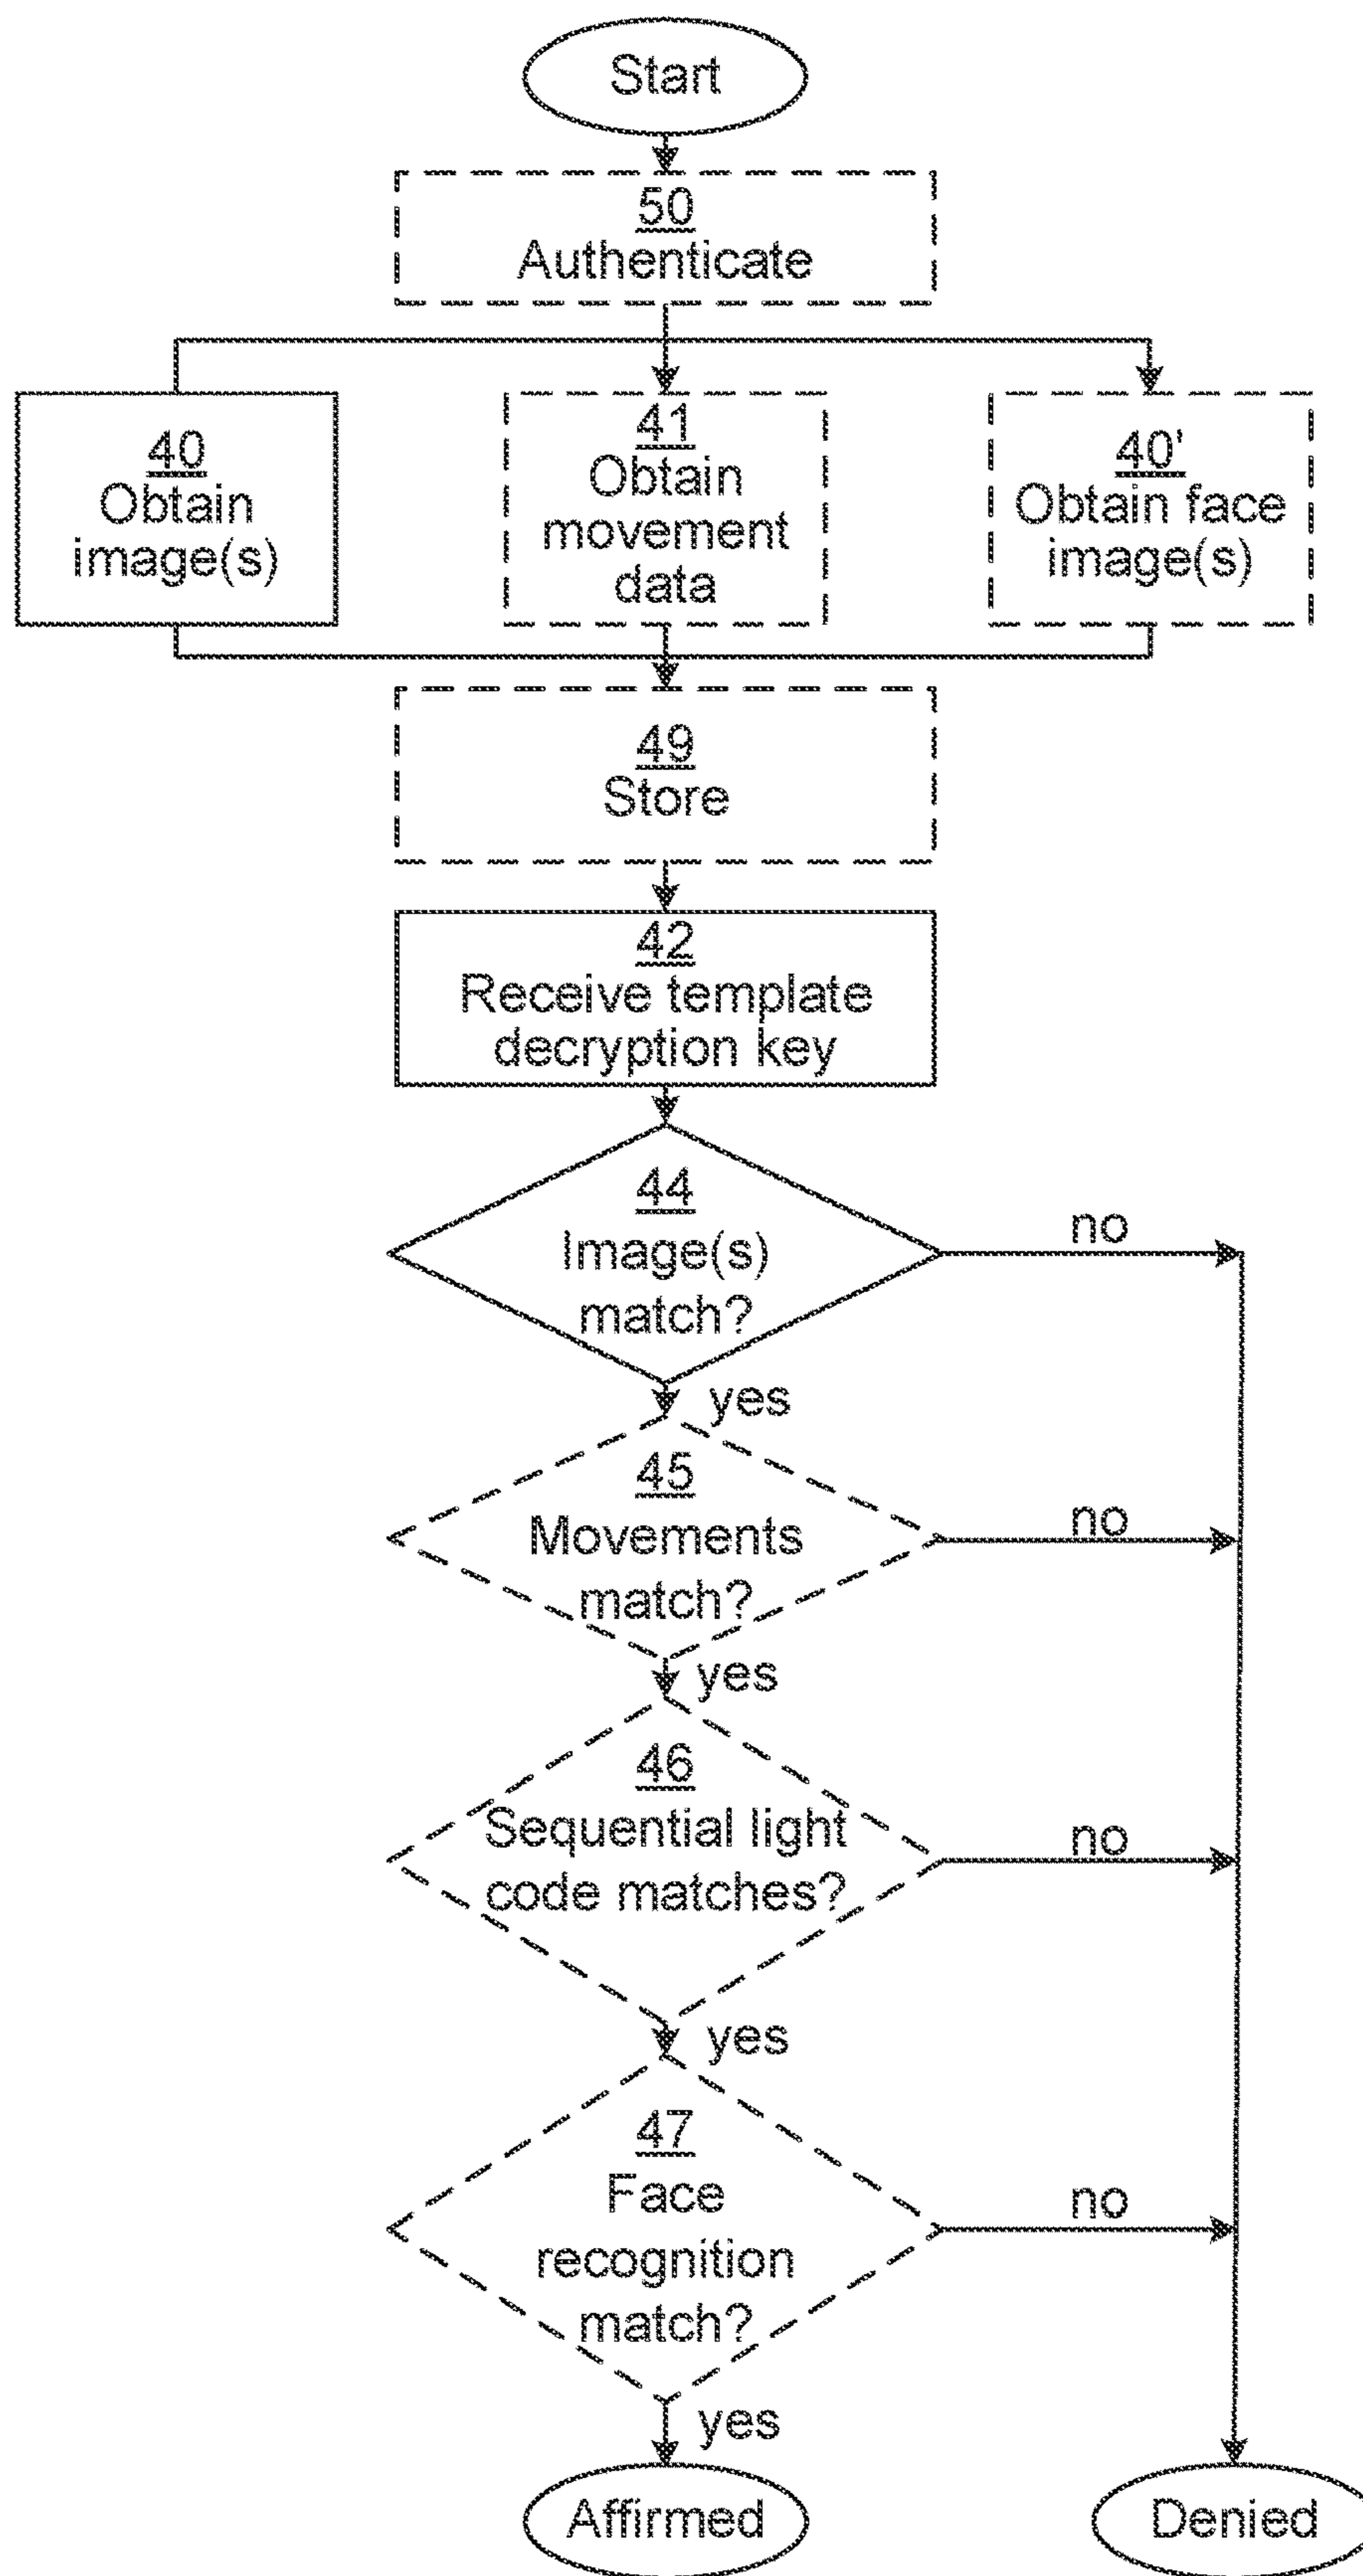 Start
50
Authenticate
40
Obtain
image(s)
41
Obtain
movement
data
40'
Obtain face
image(s)
49
Store
42
Receive template
decryption key
44
Image(s)
match?
no
yes
45
Movements
match?
no
yes
46
Sequential light
code matches?
no
yes
47
Face
recognition
match?
no
yes
Affirmed
Denied